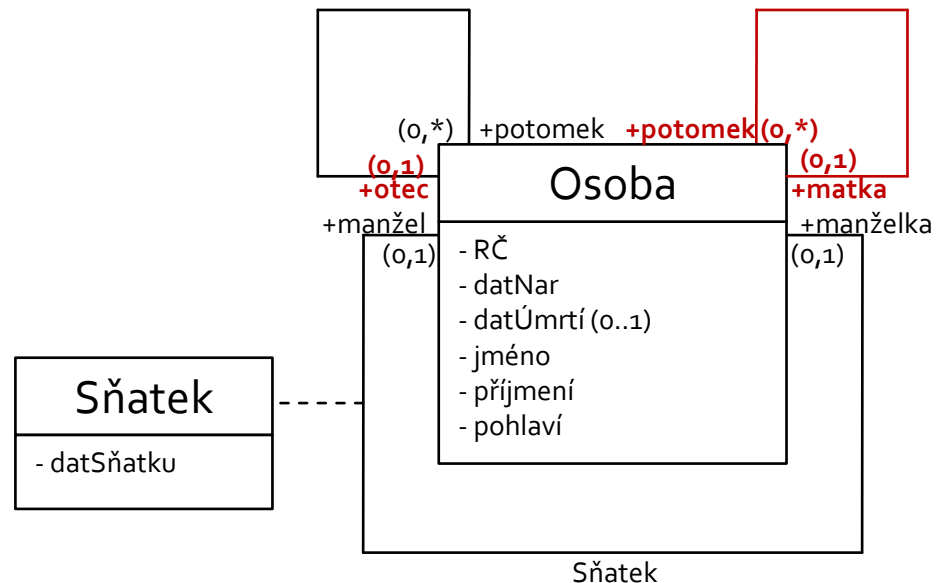 (0,*) +potomek +potomek (0,*)
(0,1) (0,1)
+otec Osoba +matka
+manžel +manželka
(0,1) (0,1)
- RČ
- datNar
- datÚmrtí (0..1)
- jméno
- příjmení
- pohlaví
Sňatek
- datSňatku
Sňatek